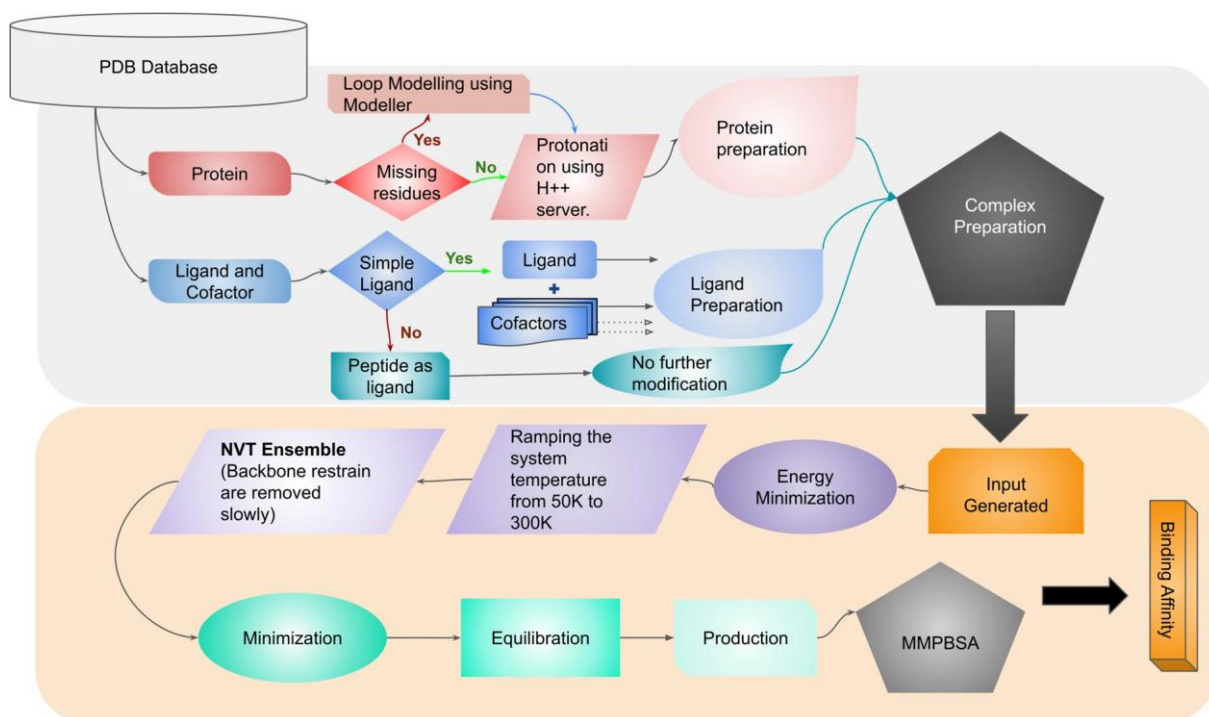 PDB Database
Loop Modelling using
Modeller
Yes
Protein
Missing
residues
No
Protonati
on using
H++
server.
Protein
preparation
Complex
Preparation
Ligand and
Cofactor
Simple
Ligand
Yes
Ligand
+
Cofactors
Ligand
Preparation
No
Peptide as
ligand
No further
modification
NVT Ensemble
(Backbone restrain
are removed
slowly)
Ramping the
system
temperature
from 50K to
300K
Energy
Minimization
Input
Generated
Binding Affinity
Minimization
Equilibration
Production
MMPBSA